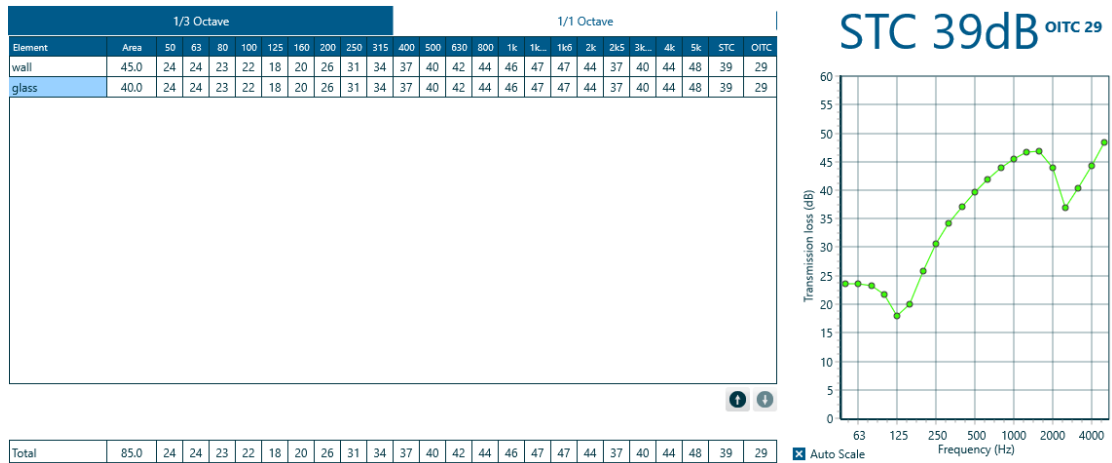 1/3 Octave 1/1 Octave
Element Area 50 63 80 100 125 160 200 250 315 400 500 630 800 1k 1k... 1k6 2k 2k5 3k... 4k 5k STC OITC
wall 45.0 24 24 23 22 18 20 26 31 34 37 40 42 44 46 47 47 44 37 40 44 48 39 29
glass 40.0 24 24 23 22 18 20 26 31 34 37 40 42 44 46 47 47 44 37 40 44 48 39 29
Total 85.0 24 24 23 22 18 20 26 31 34 37 40 42 44 46 47 47 44 37 40 44 48 39 29
STC 39dB OITC 29
Transmission loss (dB)
60
55
50
45
40
35
30
25
20
15
10
5
0
63 125 250 500 1000 2000 4000
Frequency (Hz)
Auto Scale